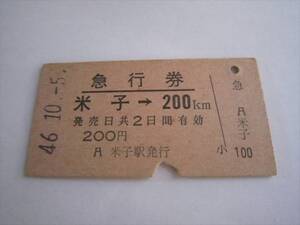 急行券
米子→200km
発売日共2日間有効
200円
A 米子駅発行
46.10.-5.
急
A
米子
小 100